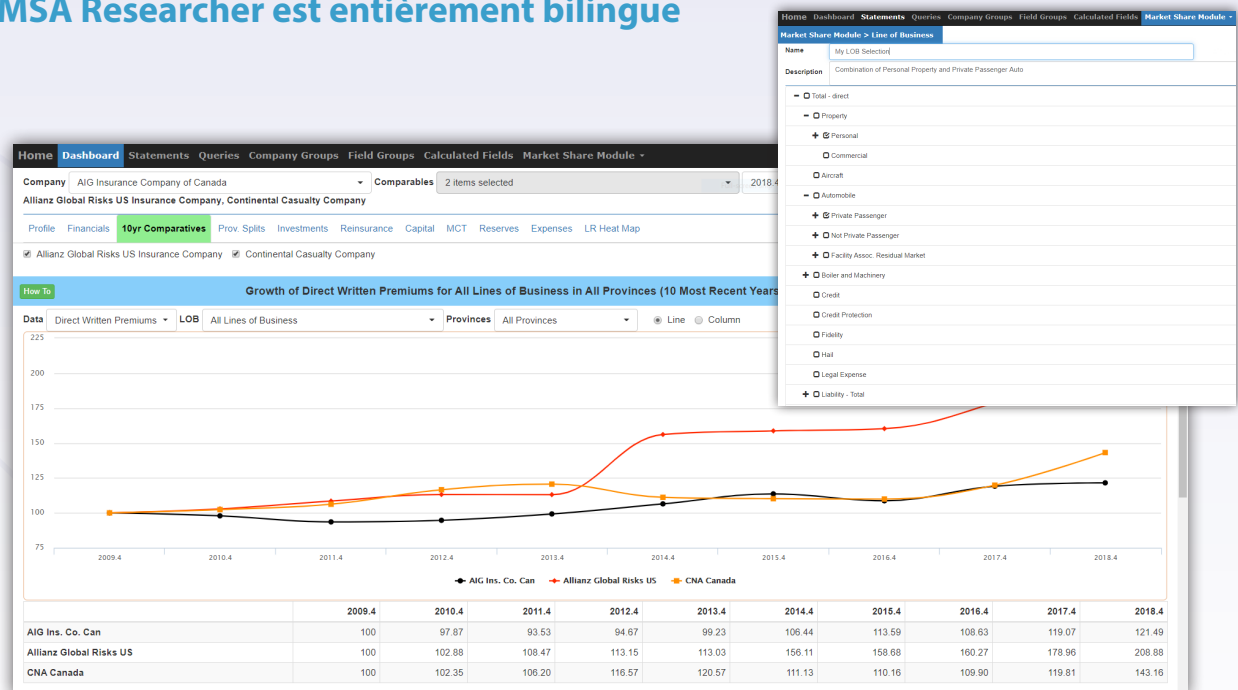 MSA Researcher est entièrement bilingue
Home Dashboard Statements Queries Company Groups Field Groups Calculated Fields Market Share Module
Market Share Module > Line of Business
Name My LOB Selection
Description Combination of Personal Property and Private Passenger Auto
Total - direct
Property
Personal
Commercial
Aircraft
Automobile
Private Passenger
Not Private Passenger
Facility Assoc. Residual Market
Boiler and Machinery
Credit
Credit Protection
Fidelity
Hail
Legal Expense
Liability - Total
Home Dashboard Statements Queries Company Groups Field Groups Calculated Fields Market Share Module
Company AIG Insurance Company of Canada Comparables 2 items selected 2018.4
Allianz Global Risks US Insurance Company, Continental Casualty Company
Profile Financials 10yr Comparatives Prov. Splits Investments Reinsurance Capital MCT Reserves Expenses LR Heat Map
Allianz Global Risks US Insurance Company Continental Casualty Company
How To Growth of Direct Written Premiums for All Lines of Business in All Provinces (10 Most Recent Years
Data Direct Written Premiums LOB All Lines of Business Provinces All Provinces Line Column
225
200
175
150
125
100
75
2009.4 2010.4 2011.4 2012.4 2013.4 2014.4 2015.4 2016.4 2017.4 2018.4
AIG Ins. Co. Can Allianz Global Risks US CNA Canada
2009.4 2010.4 2011.4 2012.4 2013.4 2014.4 2015.4 2016.4 2017.4 2018.4
AIG Ins. Co. Can 100 97.87 93.53 94.67 99.23 106.44 113.59 108.63 119.07 121.49
Allianz Global Risks US 100 102.88 108.47 113.15 113.03 156.11 158.68 160.27 178.96 208.88
CNA Canada 100 102.35 106.20 116.57 120.57 111.13 110.16 109.90 119.81 143.16